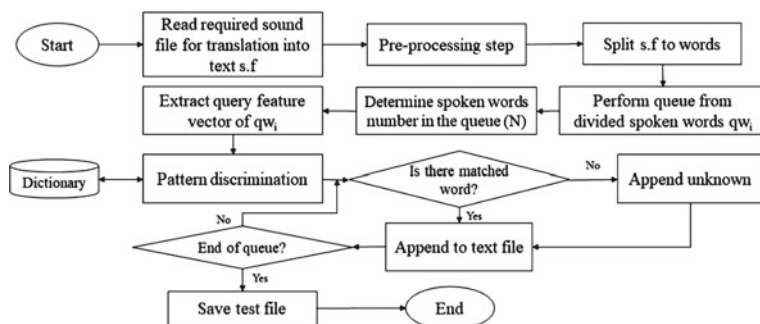 Start
Read required sound
file for translation into
text s.f
Pre-processing step
Split s.f to words
Extract query feature
vector of qwi
Determine spoken words
number in the queue (N)
Perform queue from
divided spoken words qwi
Dictionary
Pattern discrimination
Is there matched
word?
No
Append unknown
No
Yes
End of queue?
Append to text file
Yes
Save test file
End